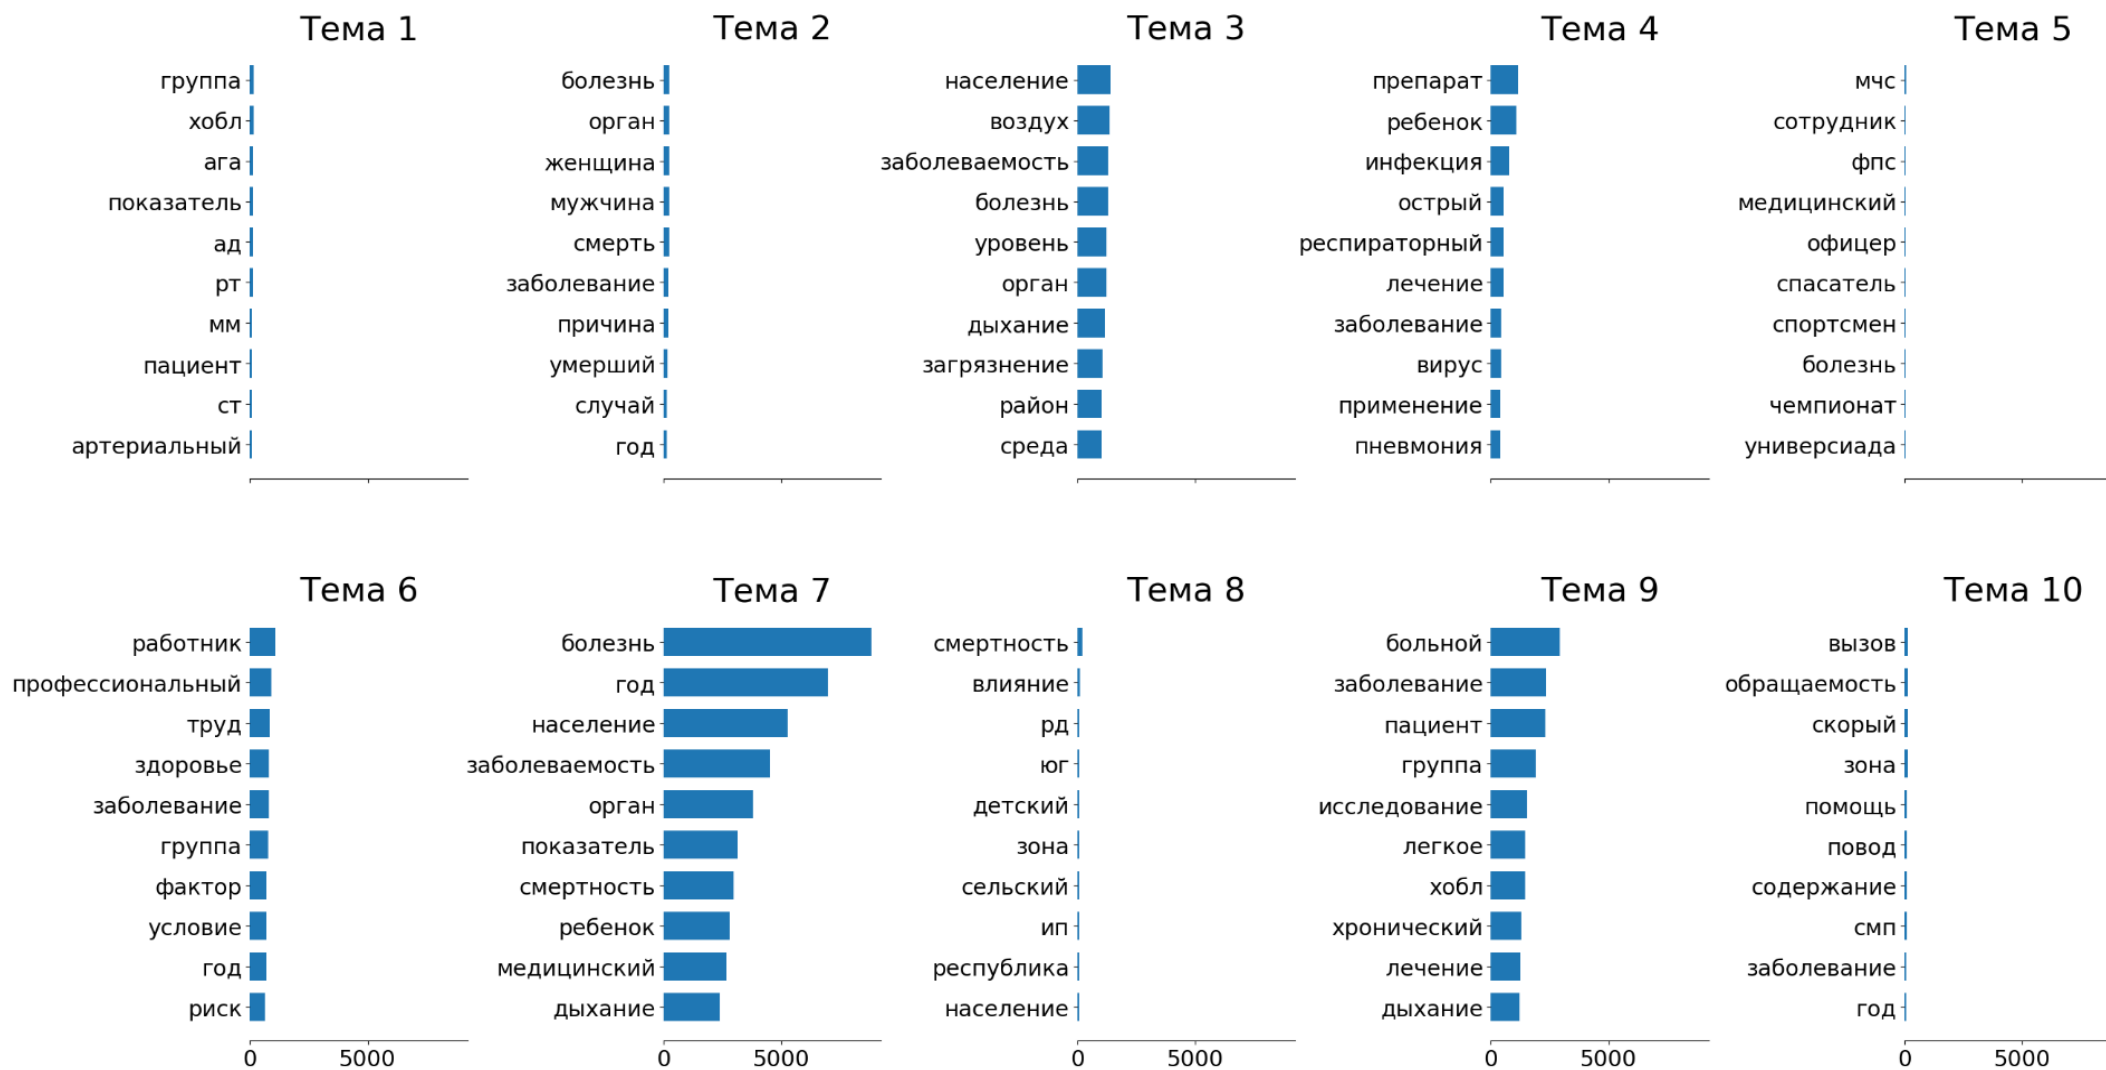 Тема 1
группа
хобл
ага
показатель
ад
рт
мм
пациент
ст
артериальный
Тема 2
болезнь
орган
женщина
мужчина
смерть
заболевание
причина
умерший
случай
год
Тема 3
население
воздух
заболеваемость
болезнь
уровень
орган
дыхание
загрязнение
район
среда
Тема 4
препарат
ребенок
инфекция
острый
респираторный
лечение
заболевание
вирус
применение
пневмония
Тема 5
мчс
сотрудник
фпс
медицинский
офицер
спасатель
спортсмен
болезнь
чемпионат
универсиада
Тема 6
работник
профессиональный
труд
здоровье
заболевание
группа
фактор
условие
год
риск
0 5000
Тема 7
болезнь
год
население
заболеваемость
орган
показатель
смертность
ребенок
медицинский
дыхание
0 5000
Тема 8
смертность
влияние
рд
юг
детский
зона
сельский
ип
республика
население
0 5000
Тема 9
больной
заболевание
пациент
группа
исследование
легкое
хобл
хронический
лечение
дыхание
0 5000
Тема 10
вызов
обращаемость
скорый
зона
помощь
повод
содержание
смп
заболевание
год
0 5000